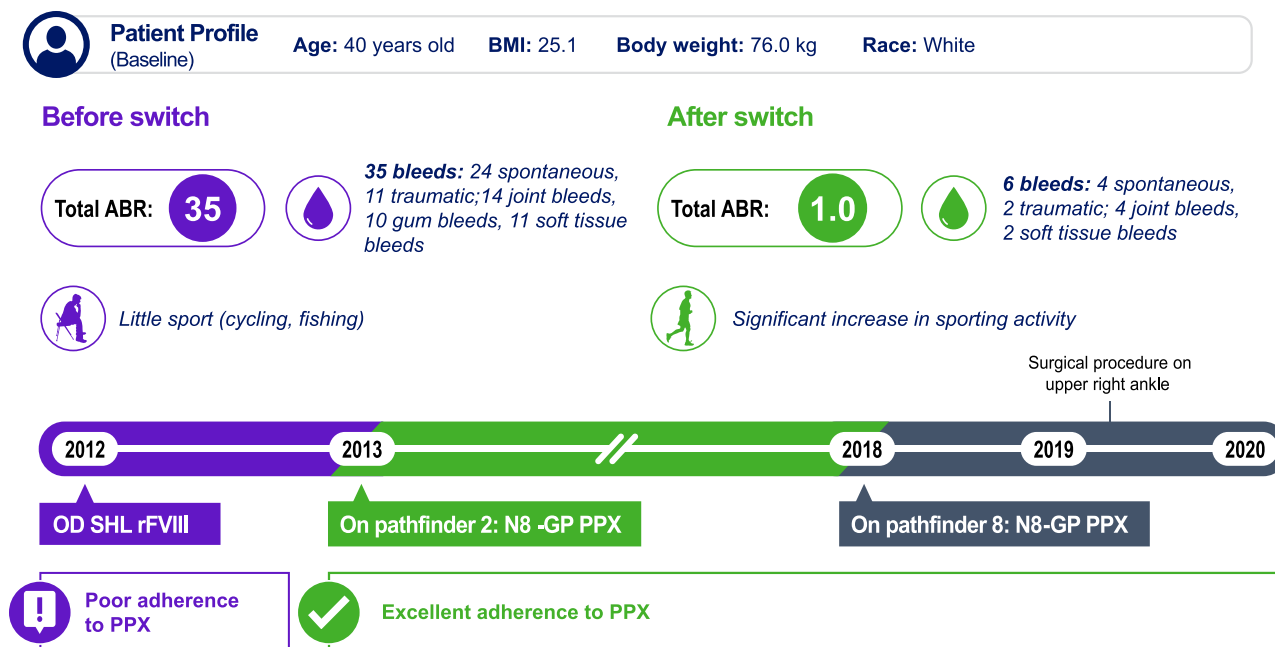 Patient Profile
(Baseline)
Age: 40 years old BMI: 25.1 Body weight: 76.0 kg Race: White
Before switch
Total ABR: 35
35 bleeds: 24 spontaneous,
11 traumatic;14 joint bleeds,
10 gum bleeds, 11 soft tissue
bleeds
Little sport (cycling, fishing)
After switch
Total ABR: 1.0
6 bleeds: 4 spontaneous,
2 traumatic; 4 joint bleeds,
2 soft tissue bleeds
Significant increase in sporting activity
Surgical procedure on
upper right ankle
2012 2013 2018 2019 2020
OD SHL rFVIII
On pathfinder 2: N8 -GP PPX
On pathfinder 8: N8-GP PPX
Poor adherence
to PPX
Excellent adherence to PPX